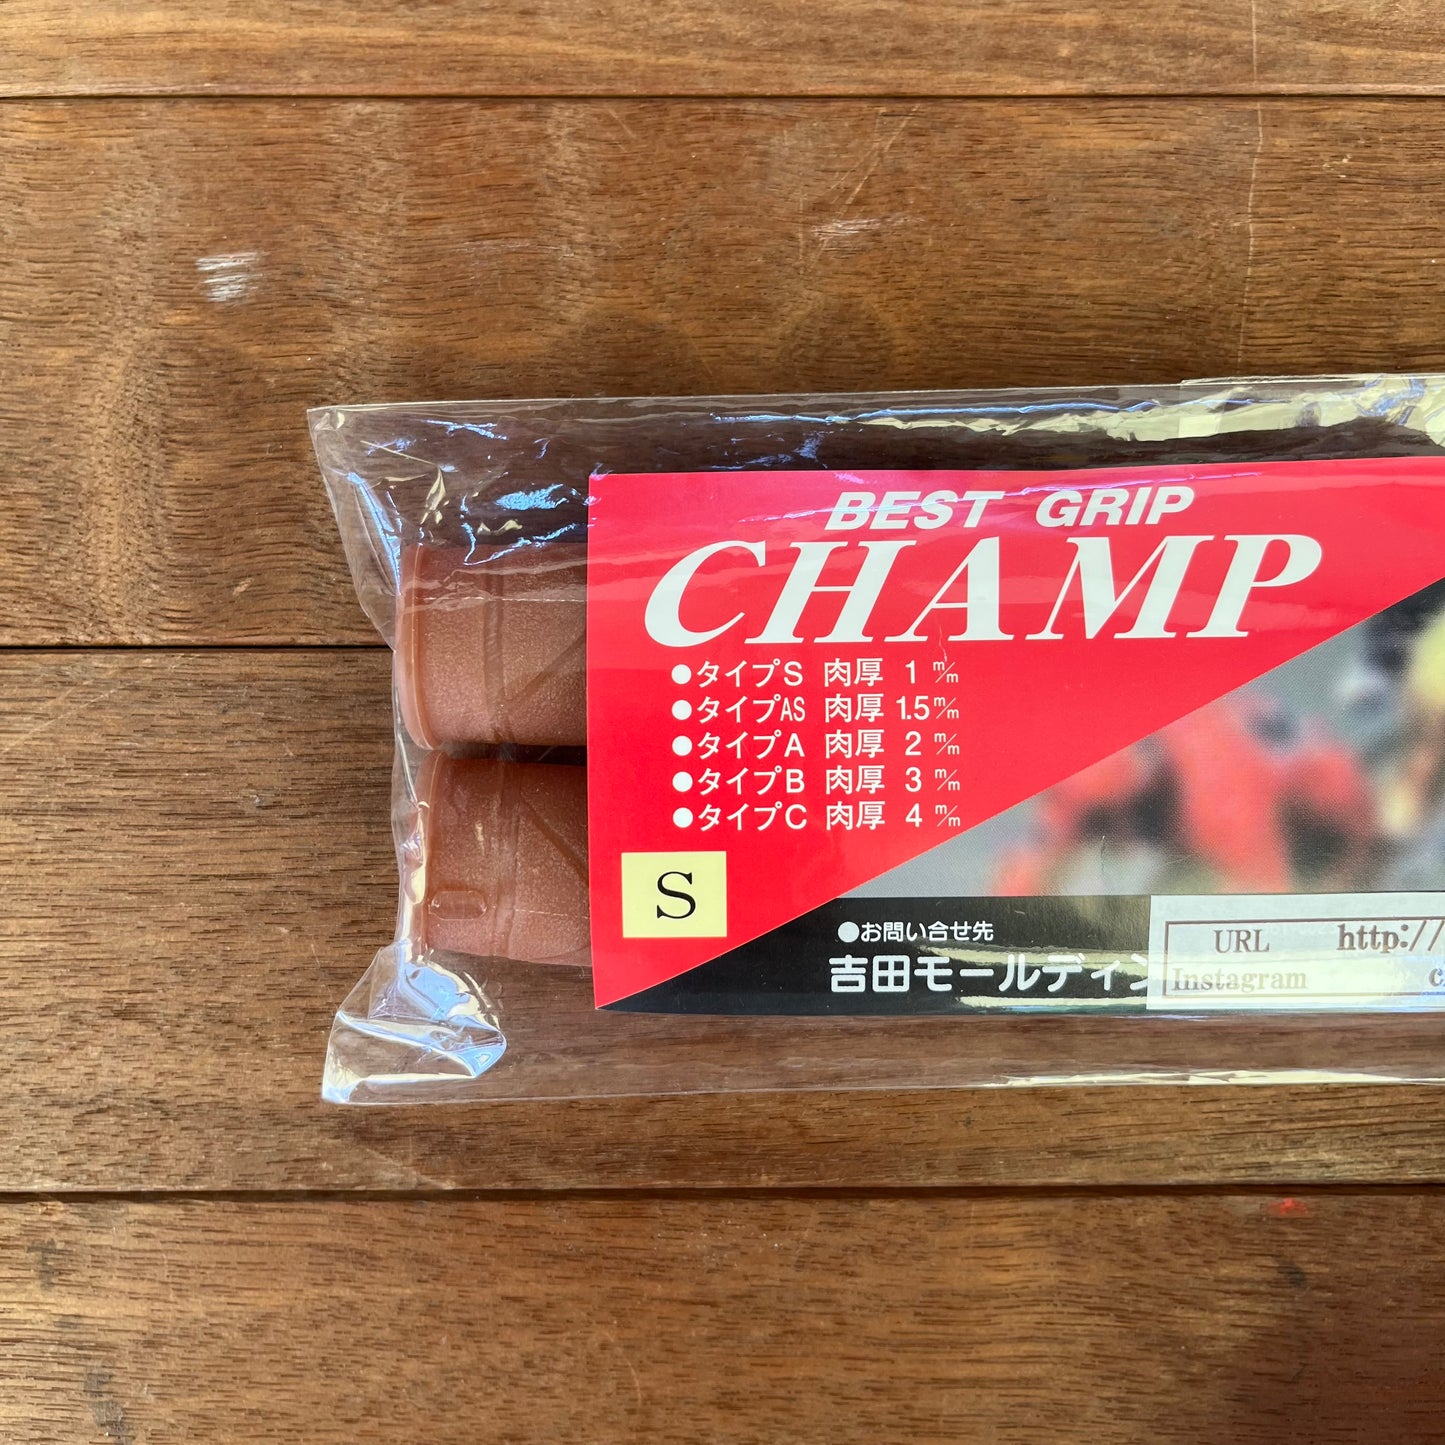 BEST GRIP
CHAMP
●タイプS 肉厚 1 m/m
●タイプAS 肉厚 1.5 m/m
●タイプA 肉厚 2 m/m
●タイプB 肉厚 3 m/m
●タイプC 肉厚 4 m/m
S
●お問い合せ先
吉田モールディン
URL http://
Instagram c